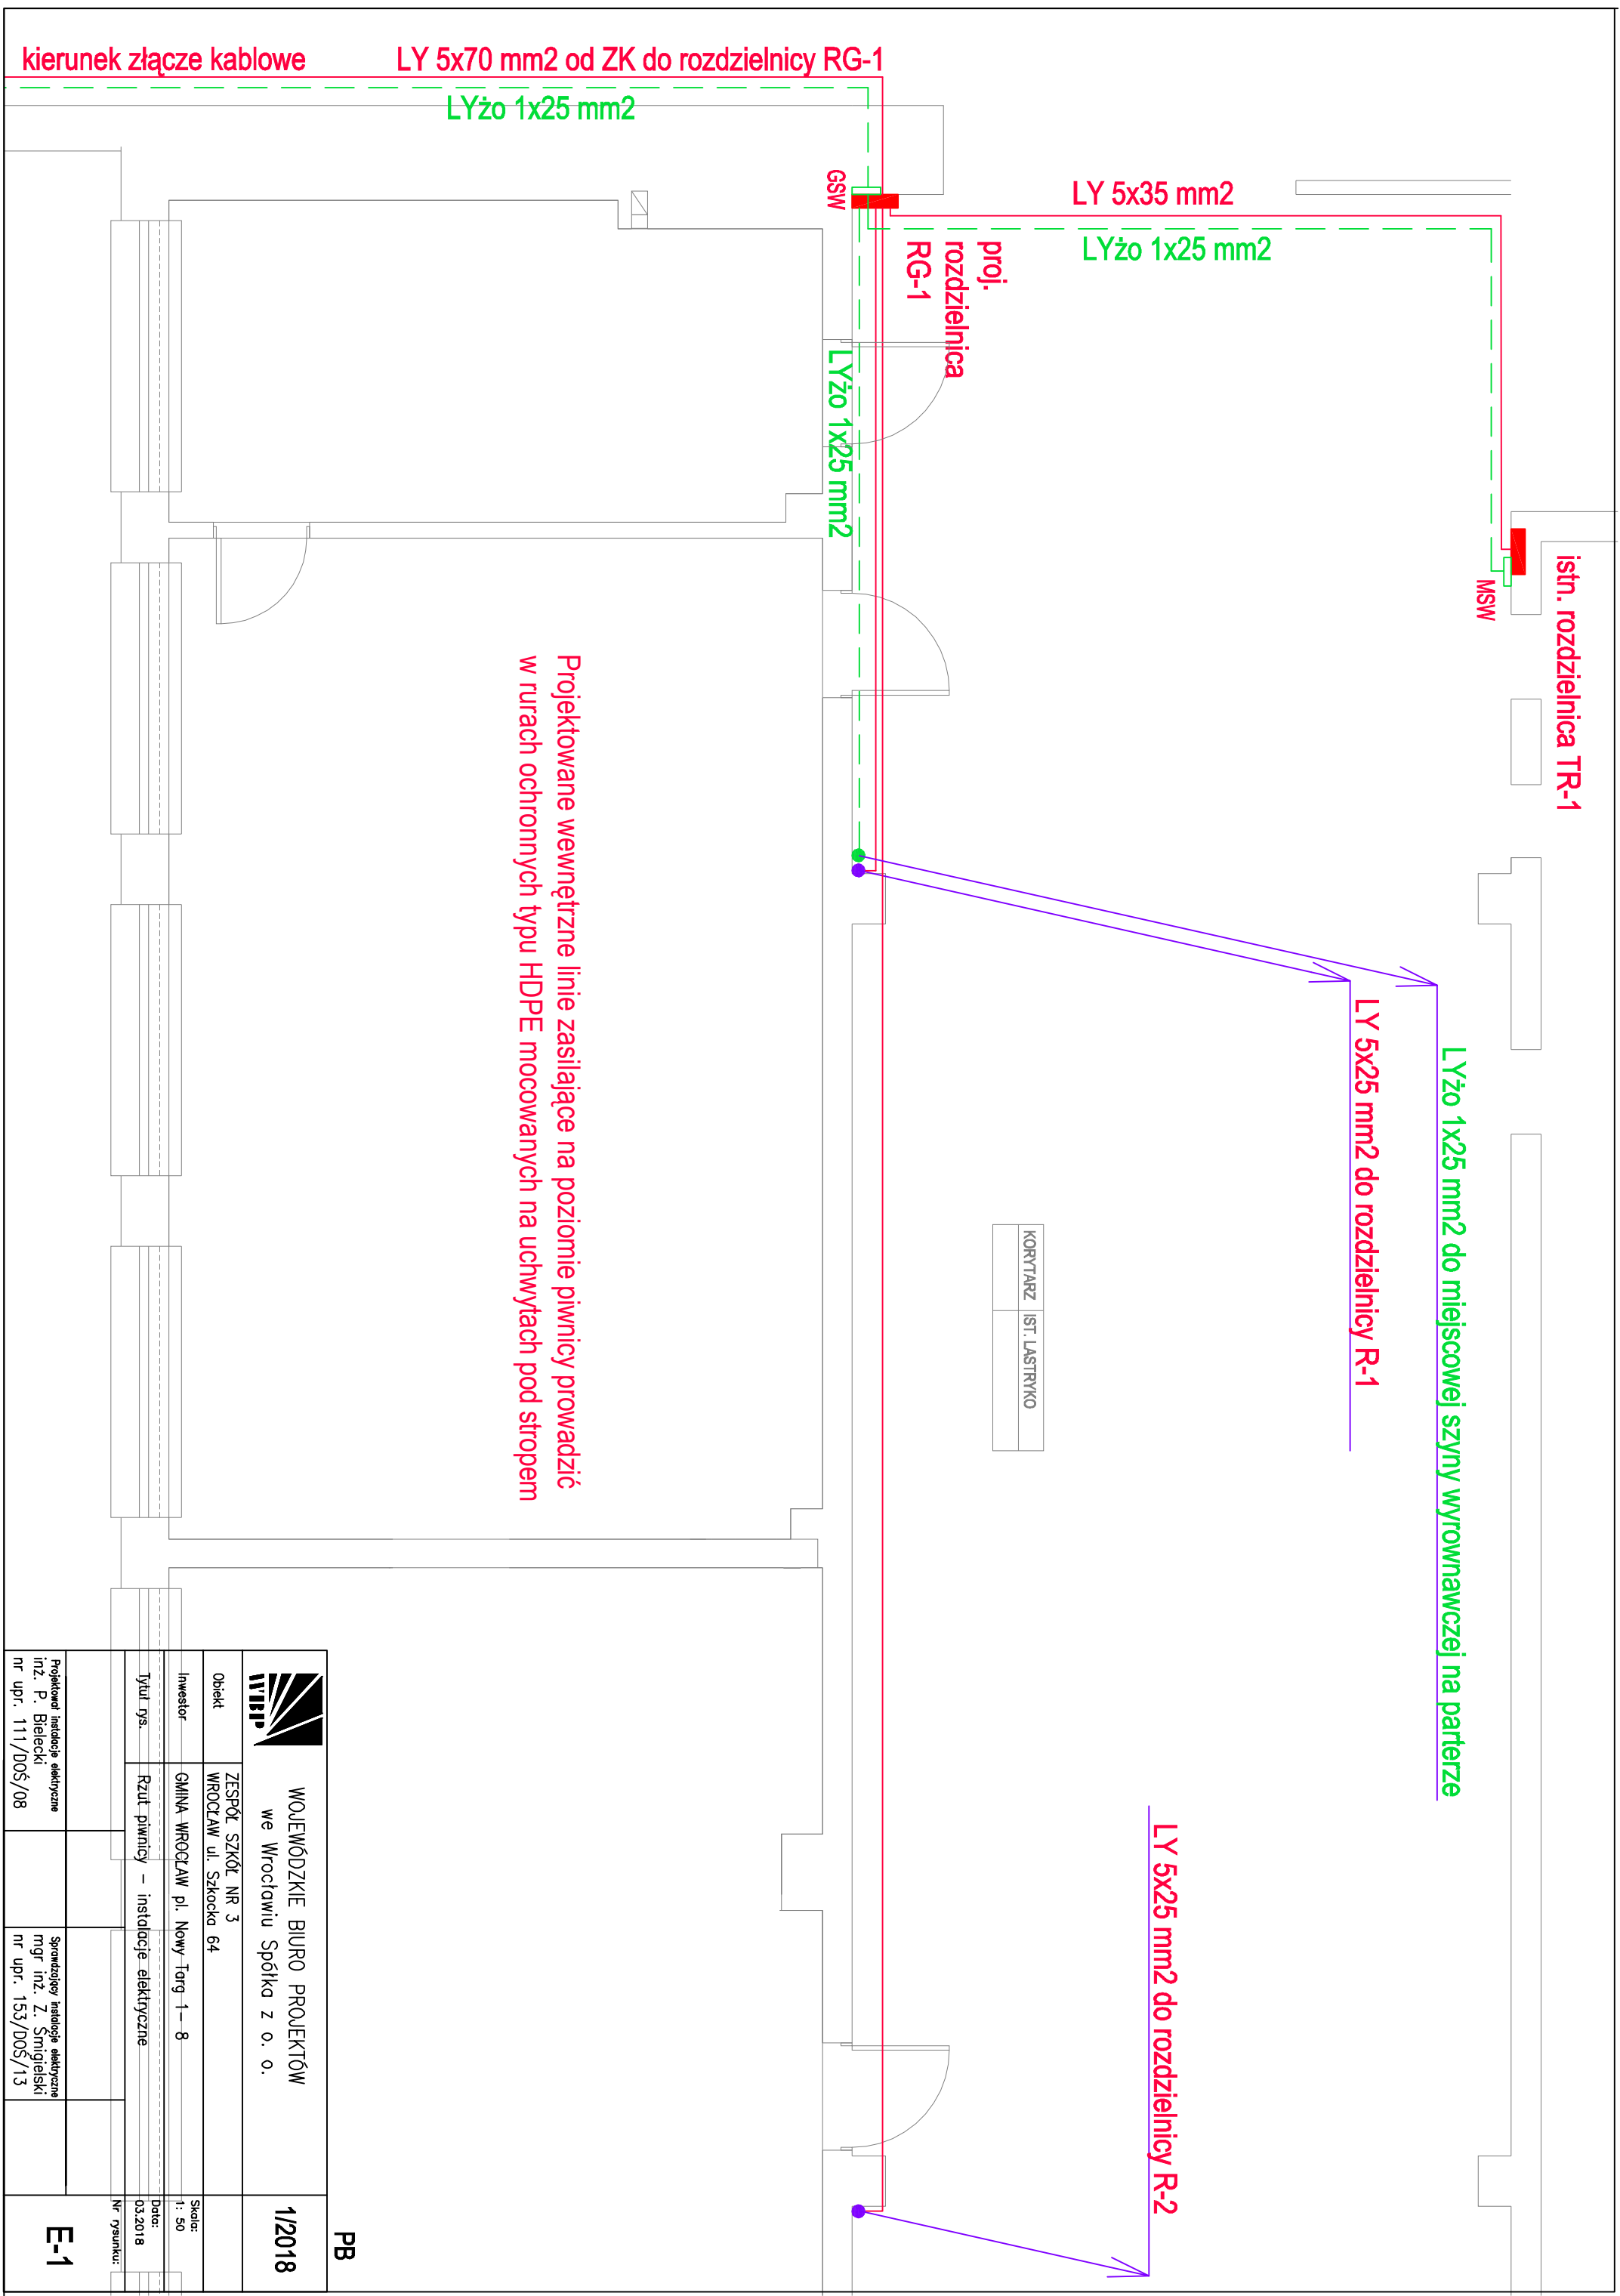 kierunek złącze kablowe
LY 5x70 mm2 od ZK do rozdzielnicy RG-1
LYżo 1x25 mm2
GSW
LY 5x35 mm2
LYżo 1x25 mm2
proj.
rozdzielnica
RG-1
LYżo 1x25 mm2
istn. rozdzielnica TR-1
MSW
LYżo 1x25 mm2 do miejscowej szyny wyrownawczej na parterze
LY 5x25 mm2 do rozdzielnicy R-1
LY 5x25 mm2 do rozdzielnicy R-2
KORYTARZ IST. LASTRYKO
Projektowane wewnętrzne linie zasilające na poziomie piwnicy prowadzić
w rurach ochronnych typu HDPE mocowanych na uchwytach pod stropem
PB
WBP
WOJEWÓDZKIE BIURO PROJEKTÓW
we Wrocławiu Spółka z o. o.
1/2018
Obiekt
ZESPÓŁ SZKÓŁ NR 3
WROCŁAW ul. Szkocka 64
Inwestor
GMINA WROCŁAW pl. Nowy Targ 1- 8
Skala:
1: 50
Tytuł rys.
Rzut piwnicy - instalacje elektryczne
Data:
03.2018
Nr rysunku:
E-1
Projektował instalacje elektryczne
inż. P. Bielecki
nr upr. 111/DOŚ/08
Sprawdzający instalacje elektryczne
mgr inż. Z. Śmigielski
nr upr. 153/DOŚ/13